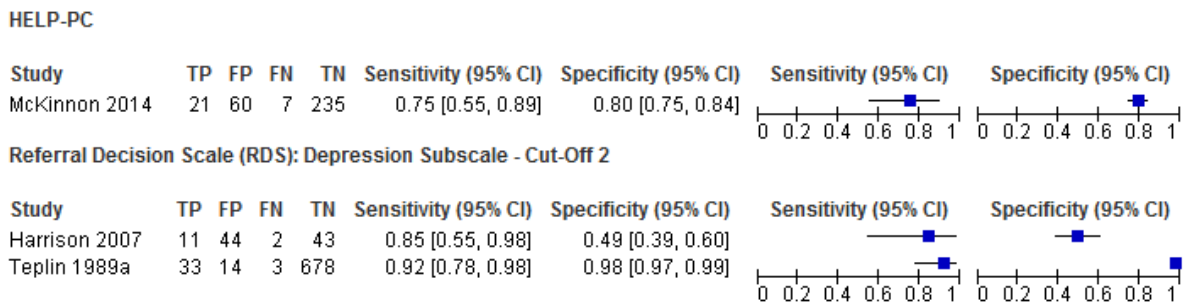 HELP-PC
Study TP FP FN TN Sensitivity (95% CI) Specificity (95% CI) Sensitivity (95% CI) Specificity (95% CI)
McKinnon 2014 21 60 7 235 0.75 [0.55, 0.89] 0.80 [0.75, 0.84]
0 0.2 0.4 0.6 0.8 1 0 0.2 0.4 0.6 0.8 1
Referral Decision Scale (RDS): Depression Subscale - Cut-Off 2
Study TP FP FN TN Sensitivity (95% CI) Specificity (95% CI) Sensitivity (95% CI) Specificity (95% CI)
Harrison 2007 11 44 2 43 0.85 [0.55, 0.98] 0.49 [0.39, 0.60]
Teplin 1989a 33 14 3 678 0.92 [0.78, 0.98] 0.98 [0.97, 0.99]
0 0.2 0.4 0.6 0.8 1 0 0.2 0.4 0.6 0.8 1